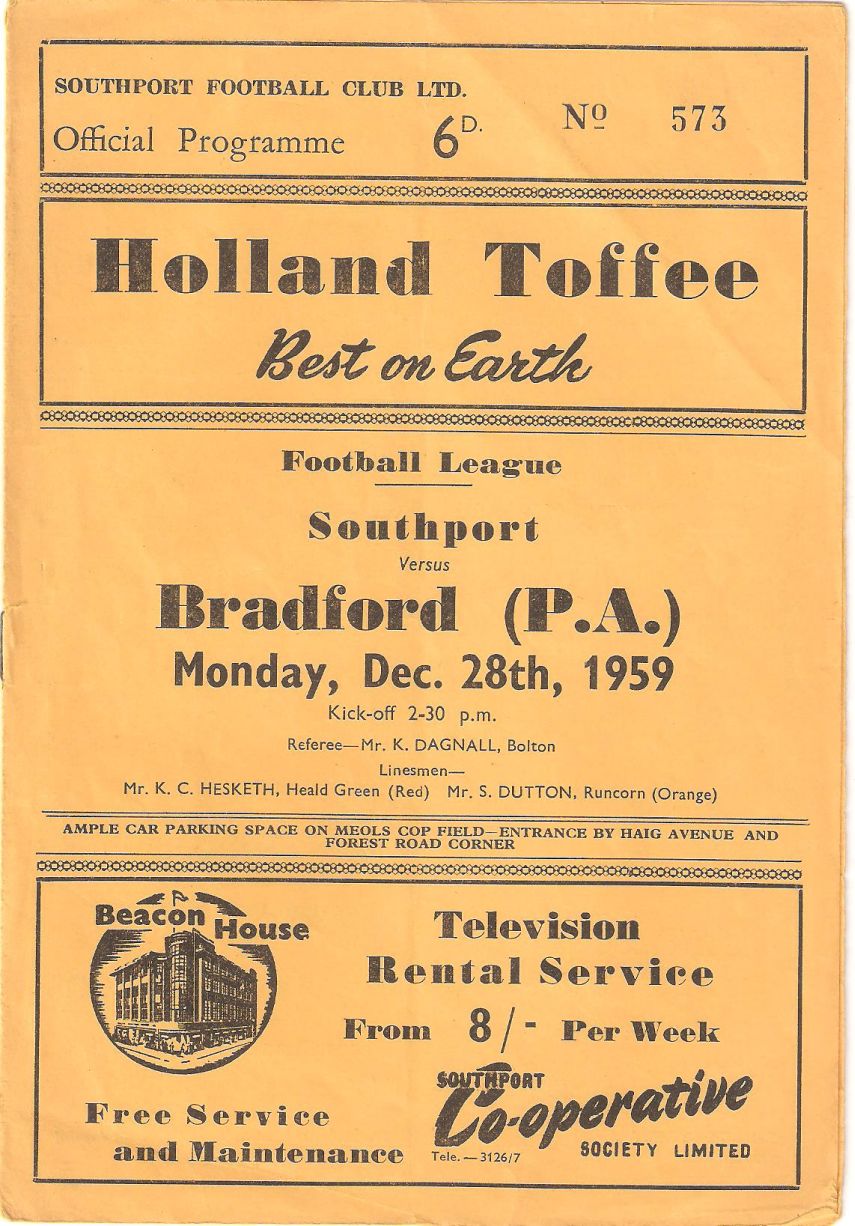 SOUTHPORT FOOTBALL CLUB LTD.
Official Programme 6D. Nº 573
Holland Toffee
Best on Earth
Football League
Southport
Versus
Bradford (P.A.)
Monday, Dec. 28th, 1959
Kick-off 2-30 p.m.
Referee—Mr. K. DAGNALL, Bolton
Linesmen—
Mr. K. C. HESKETH, Heald Green (Red) Mr. S. DUTTON, Runcorn (Orange)
AMPLE CAR PARKING SPACE ON MEOLS COP FIELD—ENTRANCE BY HAIG AVENUE AND
FOREST ROAD CORNER
Beacon House
Television
Rental Service
From 8/- Per Week
Free Service
and Maintenance
SOUTHPORT
Co-operative
SOCIETY LIMITED
Tele.—3126/7